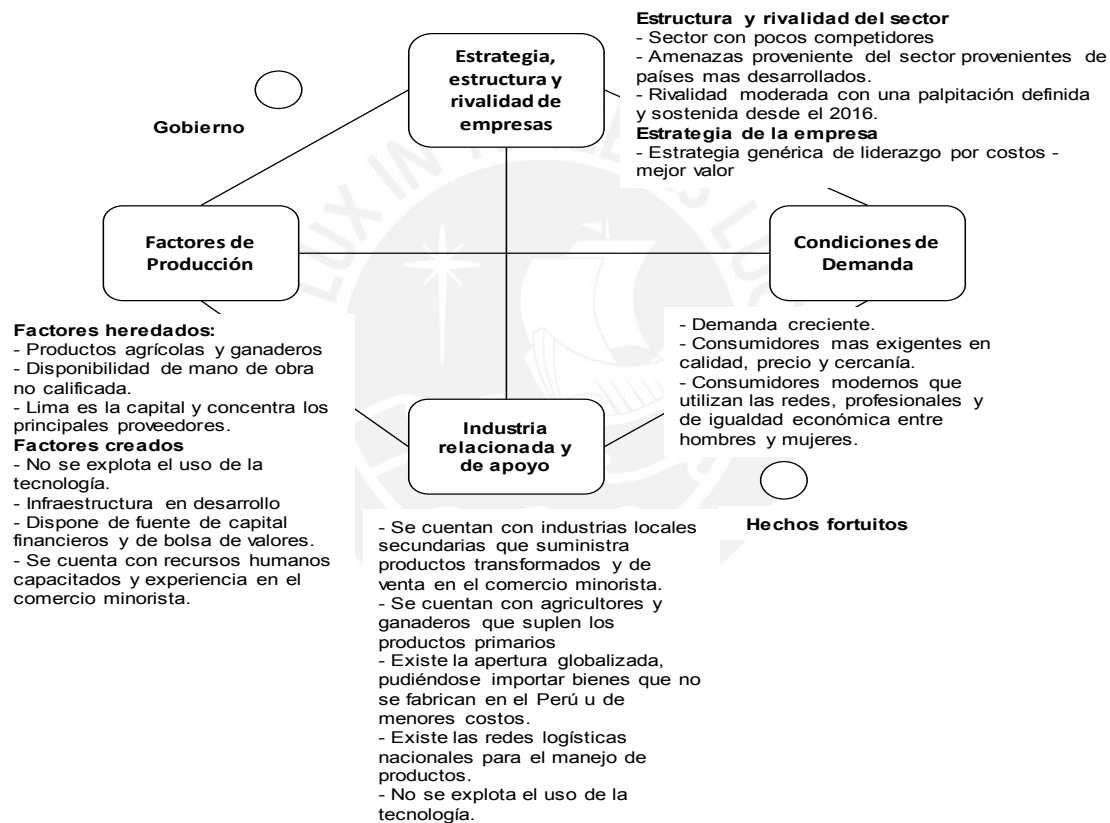 Estructura y rivalidad del sector
- Sector con pocos competidores
- Amenazas proveniente del sector provenientes de
países mas desarrollados.
- Rivalidad moderada con una palpitación definida
y sostenida desde el 2016.
Estrategia de la empresa
- Estrategia genérica de liderazgo por costos -
mejor valor
Estrategia,
estructura y
rivalidad de
empresas
Gobierno
Factores de
Producción
Condiciones de
Demanda
Factores heredados:
- Productos agrícolas y ganaderos
- Disponibilidad de mano de obra
no calificada.
- Lima es la capital y concentra los
principales proveedores.
Factores creados
- No se explota el uso de la
tecnología.
- Infraestructura en desarrollo
- Dispone de fuente de capital
financieros y de bolsa de valores.
- Se cuenta con recursos humanos
capacitados y experiencia en el
comercio minorista.
- Demanda creciente.
- Consumidores mas exigentes en
calidad, precio y cercanía.
- Consumidores modernos que
utilizan las redes, profesionales y
de igualdad económica entre
hombres y mujeres.
Industria
relacionada y
de apoyo
Hechos fortuitos
- Se cuentan con industrias locales
secundarias que suministra
productos transformados y de
venta en el comercio minorista.
- Se cuentan con agricultores y
ganaderos que suplen los
productos primarios
- Existe la apertura globalizada,
pudiéndose importar bienes que no
se fabrican en el Perú u de
menores costos.
- Existe las redes logísticas
nacionales para el manejo de
productos.
- No se explota el uso de la
tecnología.
LUX IN